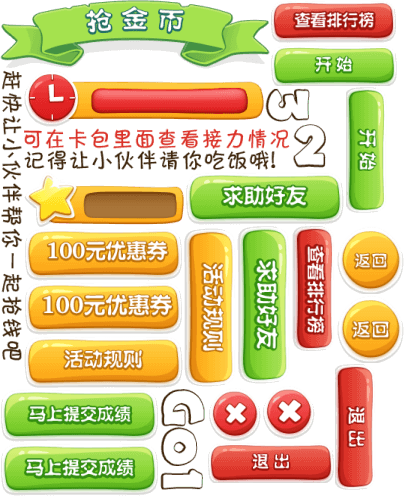 抢金币
查看排行榜
开始
赶快让小伙伴帮你一起抢钱吧
3
2
开始
可在卡包里面查看接力情况
记得让小伙伴请你吃饭哦!
求助好友
100元优惠券
活动规则
求助好友
查看排行榜
返回
100元优惠券
返回
活动规则
马上提交成绩
GO!
退出
马上提交成绩
退出